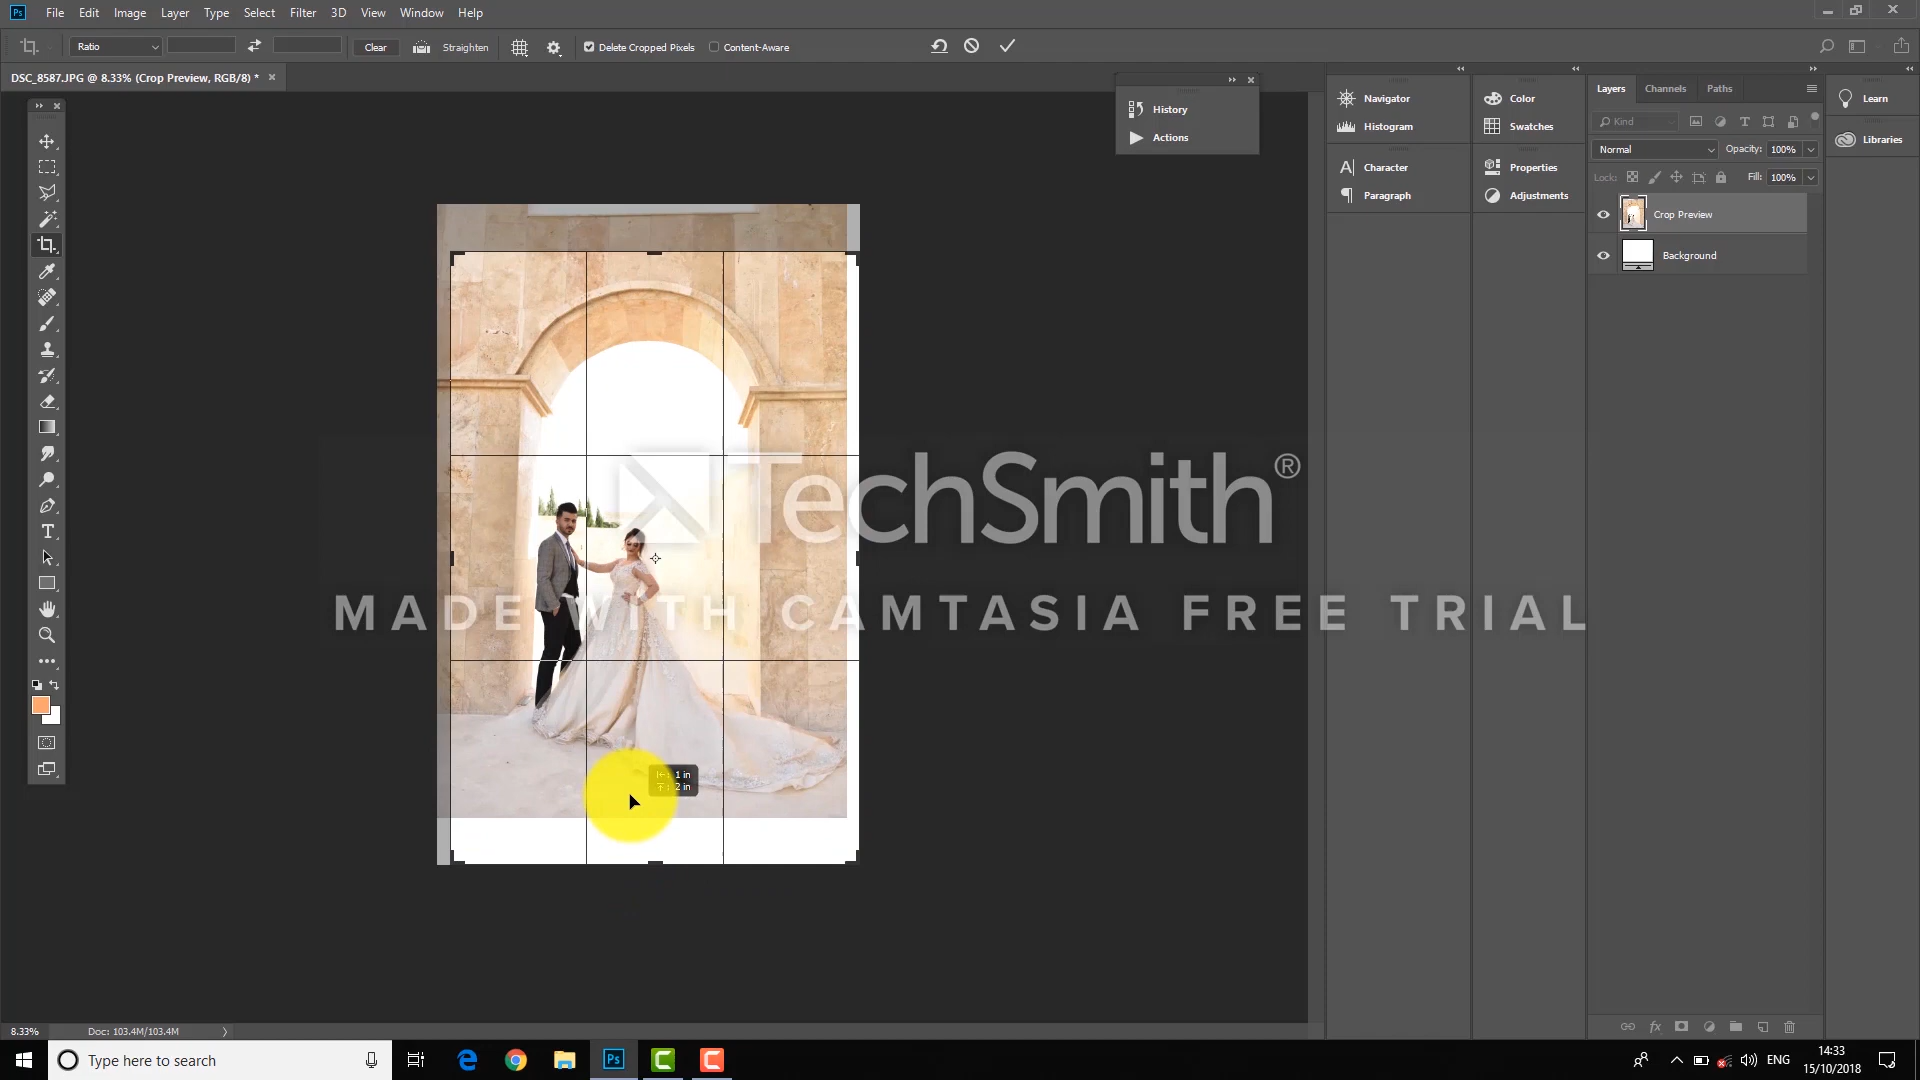 Ps File Edit Image Layer Type Select Filter 3D View Window Help
Ratio Clear Straighten Delete Cropped Pixels Content-Aware
DSC_8587.JPG @ 8.33% (Crop Preview, RGB/8) *
History
Actions
Navigator
Histogram
Character
Paragraph
Color
Swatches
Properties
Adjustments
Layers Channels Paths
Kind
Normal Opacity: 100%
Lock: Fill: 100%
Crop Preview
Background
Learn
Libraries
TechSmith®
MADE WITH CAMTASIA FREE TRIAL
1 in
2 in
8.33% Doc: 103.4M/103.4M
Type here to search
Ps
ENG
14:33
15/10/2018